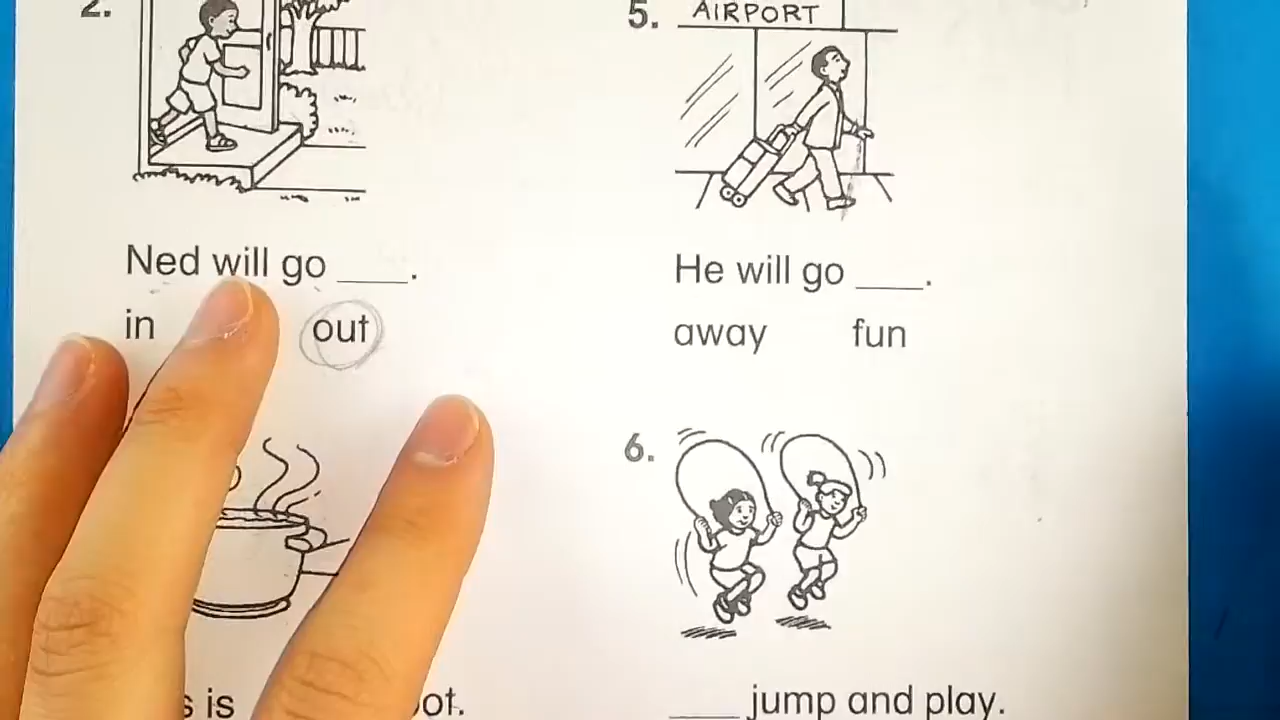 2.
Ned will go ____.
in out
is
5.
AIRPORT
He will go ____.
away fun
6.
____ jump and play.